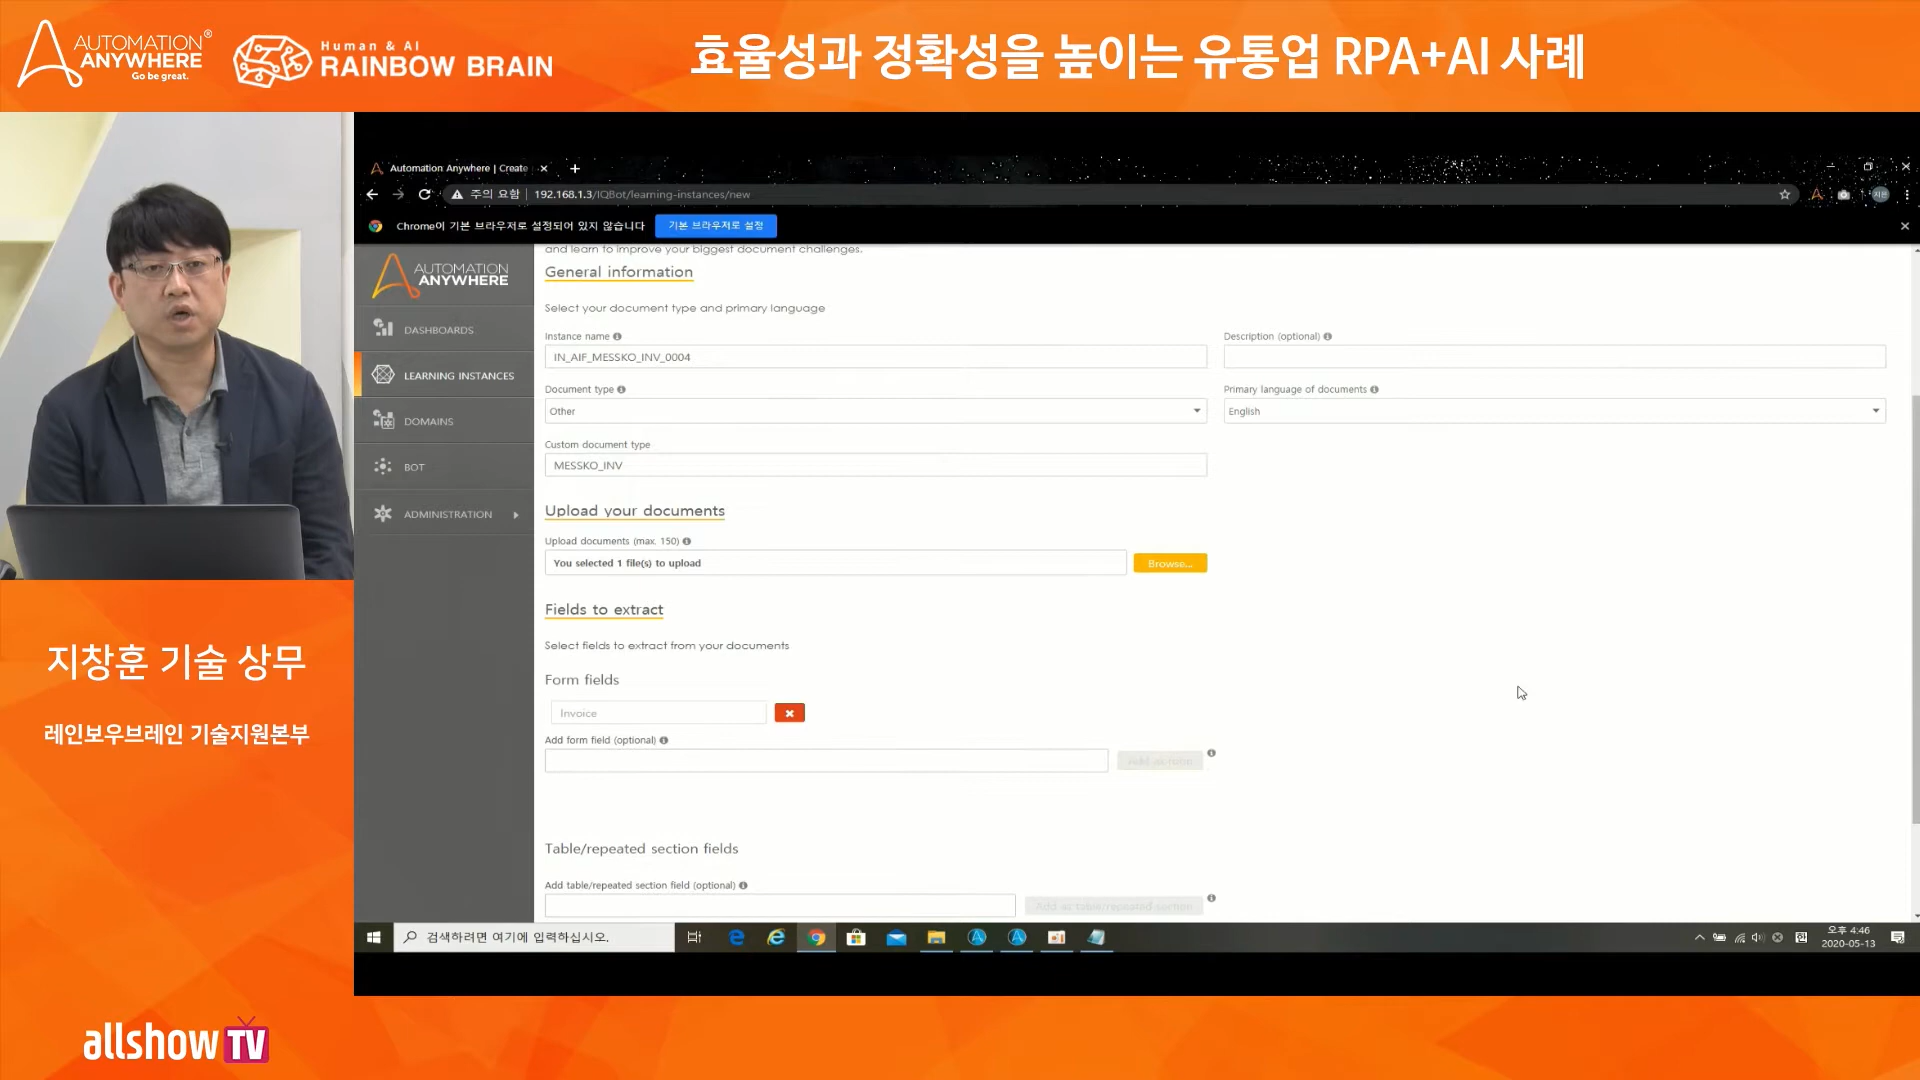 AUTOMATION ANYWHERE®
Go be great.
Human & AI
RAINBOW BRAIN
효율성과 정확성을 높이는 유통업 RPA+AI 사례
Automation Anywhere | Create
주의 요함 192.168.1.3/IQBot/learning-instances/new
Chrome이 기본 브라우저로 설정되어 있지 않습니다 기본 브라우저로 설정
AUTOMATION ANYWHERE
DASHBOARDS
LEARNING INSTANCES
DOMAINS
BOT
ADMINISTRATION
and learn to improve your biggest document challenges.
General information
Select your document type and primary language
Instance name
Description (optional)
IN_AIF_MESSKO_INV_0004
Document type
Primary language of documents
Other
English
Custom document type
MESSKO_INV
Upload your documents
Upload documents (max. 150)
You selected 1 file(s) to upload
Browse...
Fields to extract
Select fields to extract from your documents
Form fields
Invoice
Add form field (optional)
Add as form
Table/repeated section fields
Add table/repeated section field (optional)
Add as table/repeated section
검색하려면 여기에 입력하십시오.
오후 4:46
2020-05-13
지창훈 기술 상무
레인보우브레인 기술지원본부
allshow TV